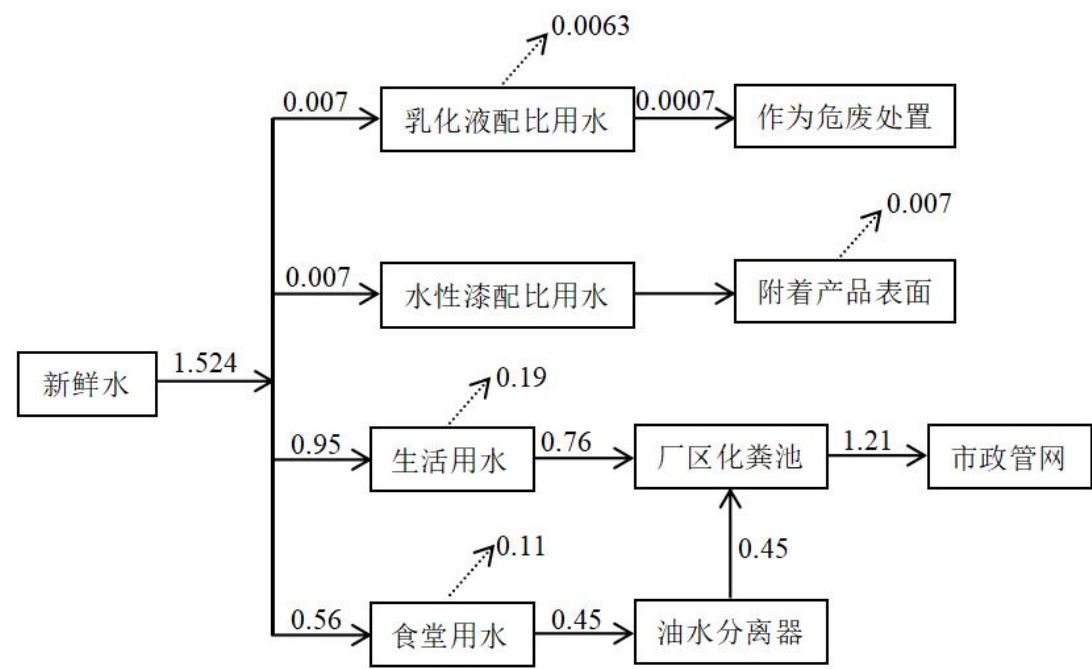 0.0063
0.007
乳化液配比用水
0.0007
作为危废处置
0.007
0.007
水性漆配比用水
附着产品表面
新鲜水
1.524
0.19
0.95
生活用水
0.76
厂区化粪池
1.21
市政管网
0.11
0.45
0.56
食堂用水
0.45
油水分离器